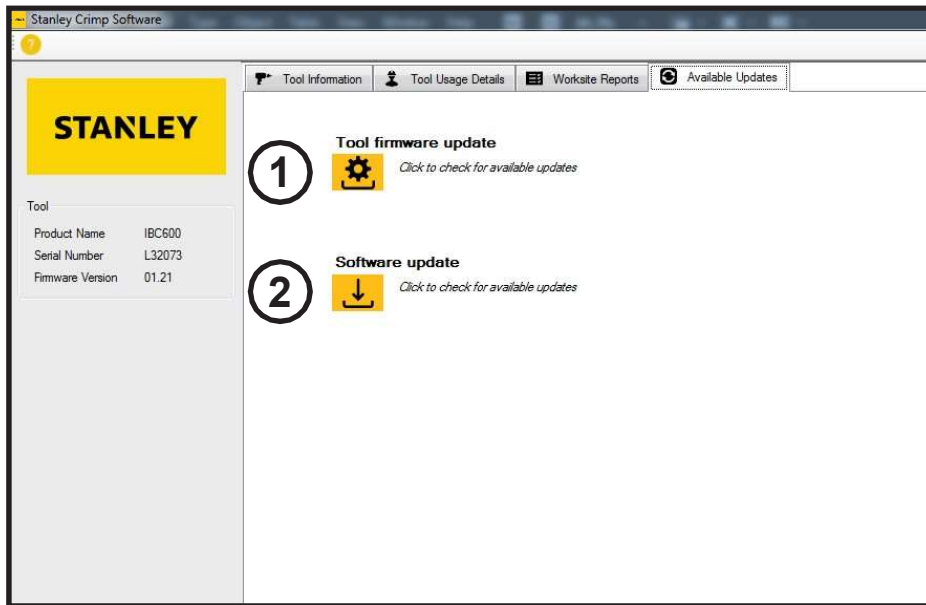 Stanley Crimp Software
?
Tool Information
Tool Usage Details
Worksite Reports
Available Updates
STANLEY
Tool
Product Name IBC600
Serial Number L32073
Firmware Version 01.21
1
Tool firmware update
Click to check for available updates
2
Software update
Click to check for available updates